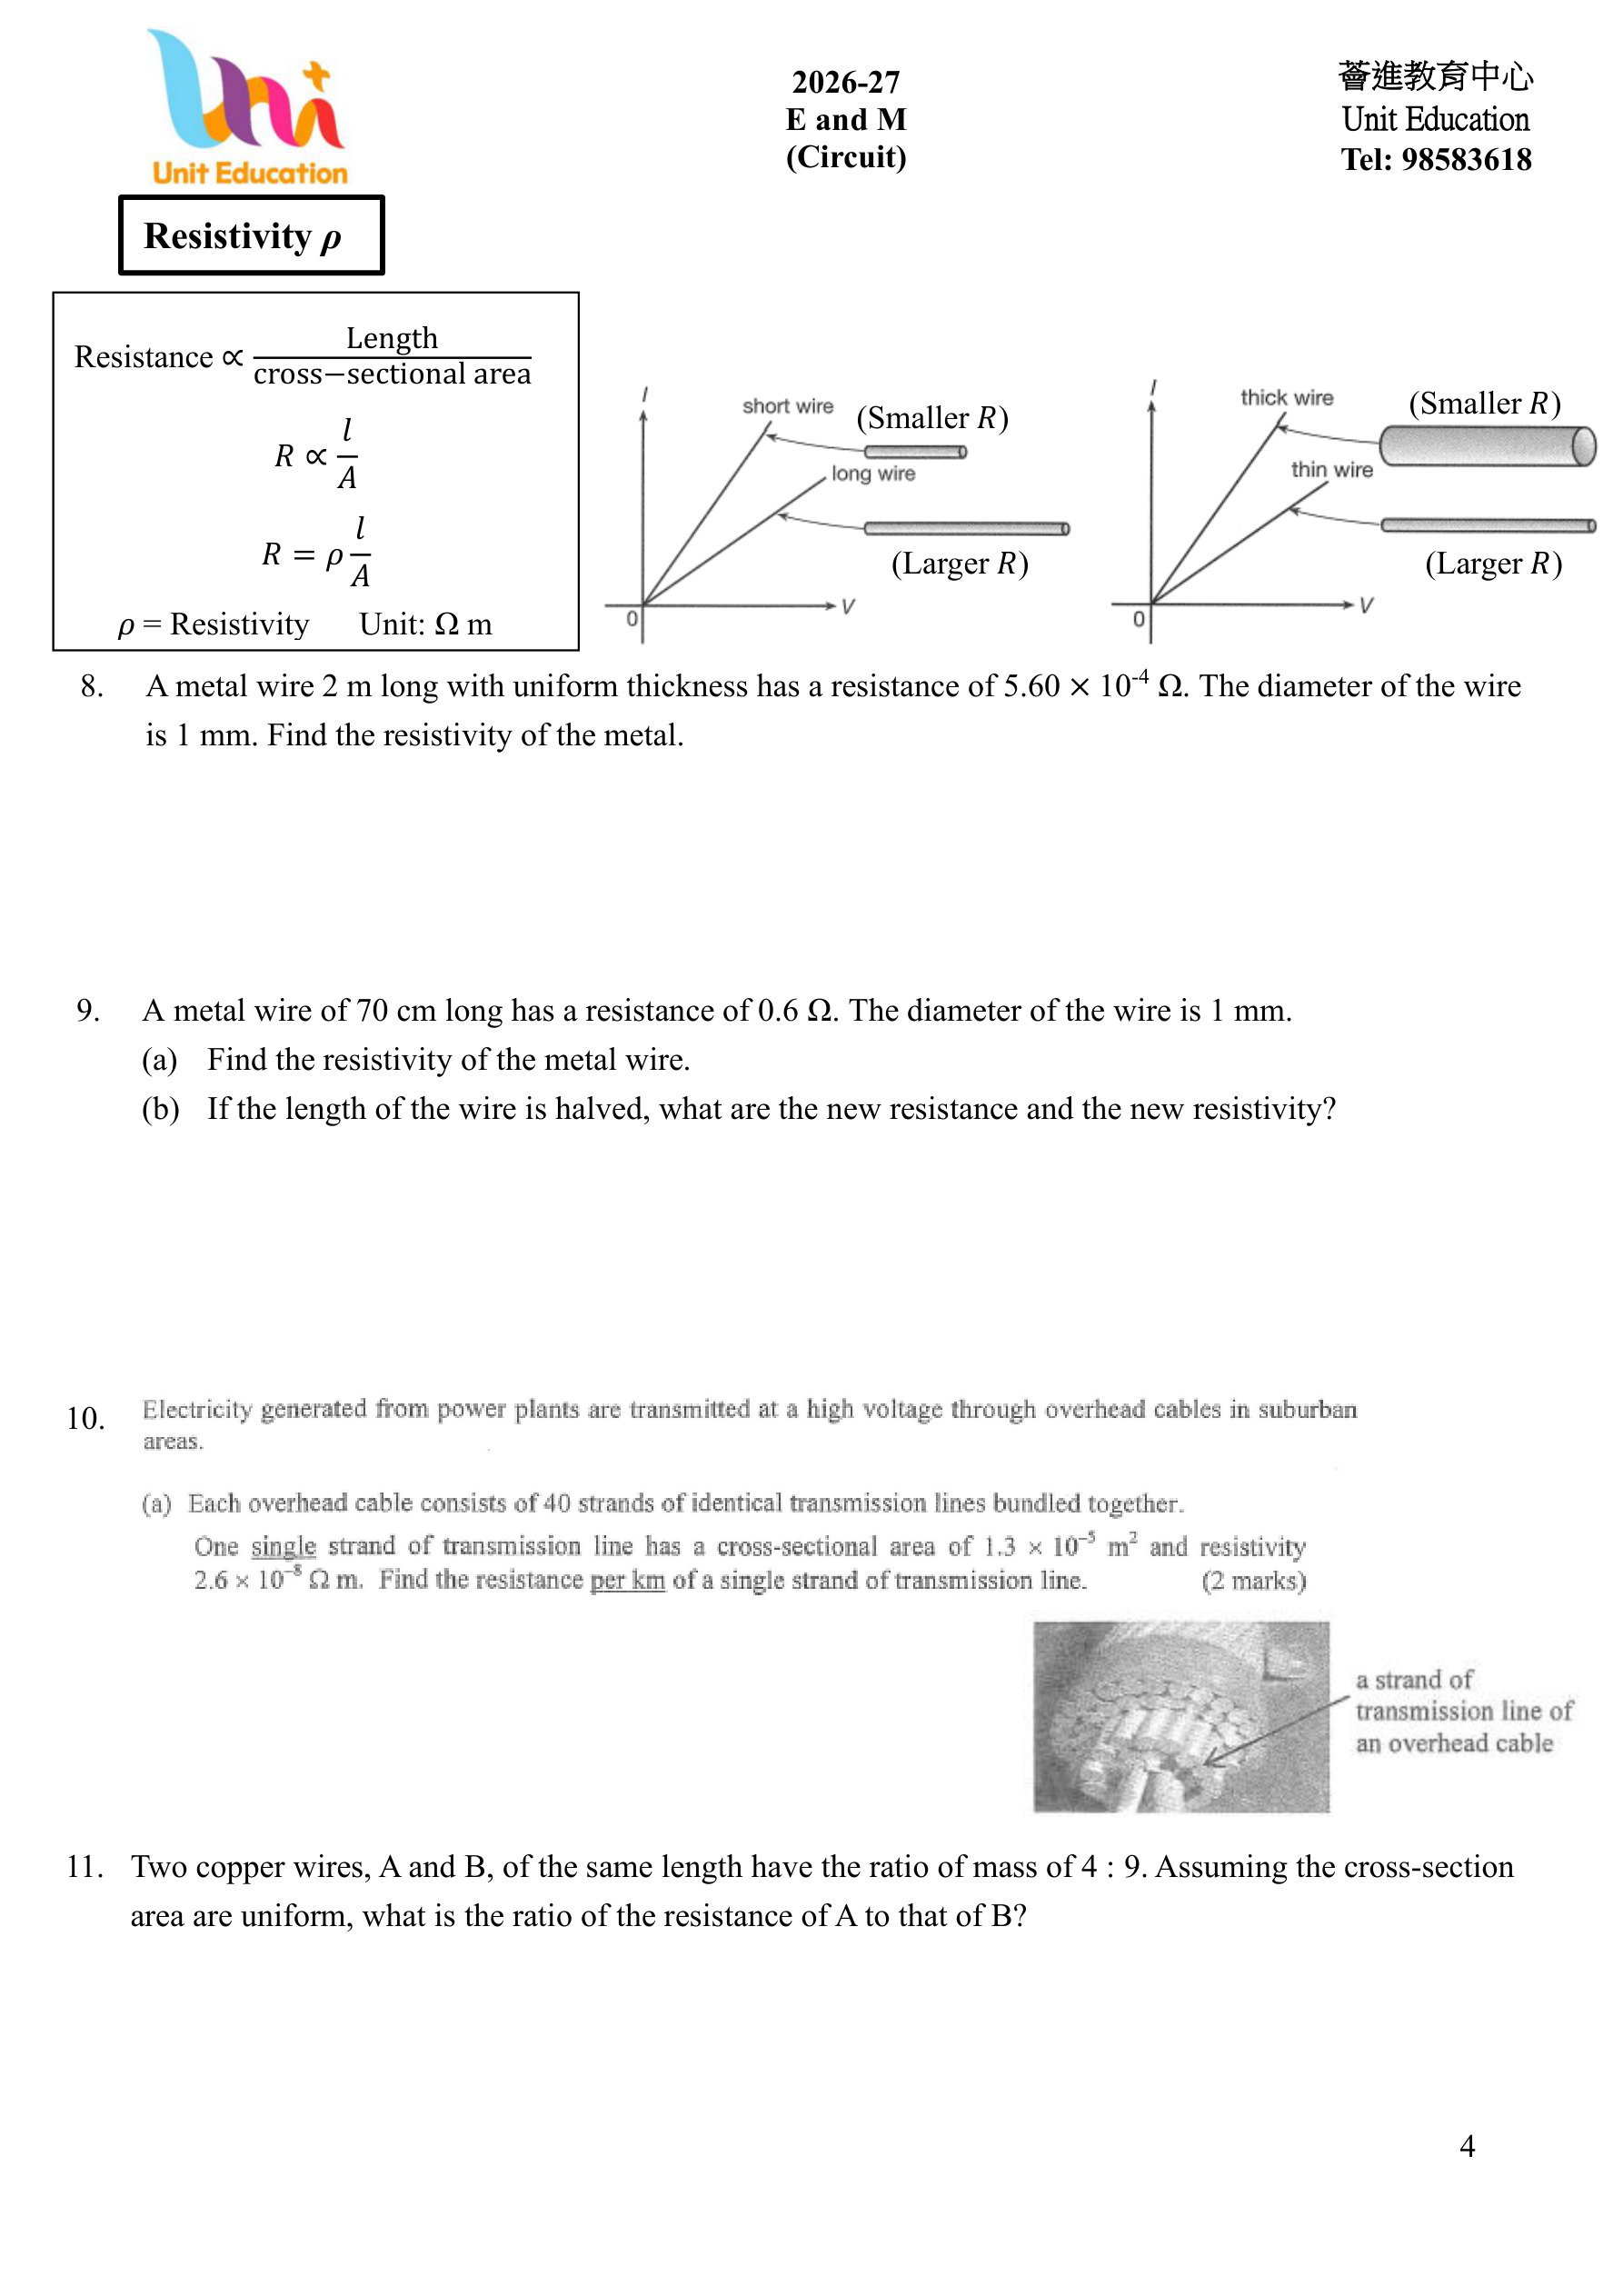 Unit Education
2026-27
E and M
(Circuit)
薈進教育中心
Unit Education
Tel: 98583618
Resistivity ρ
Resistance ∝ Length / cross−sectional area
R ∝ l / A
R = ρ l / A
ρ = Resistivity Unit: Ω m
I
short wire
(Smaller R)
long wire
(Larger R)
0
V
I
thick wire
(Smaller R)
thin wire
(Larger R)
0
V
8. A metal wire 2 m long with uniform thickness has a resistance of 5.60 × 10⁻⁴ Ω. The diameter of the wire
is 1 mm. Find the resistivity of the metal.
9. A metal wire of 70 cm long has a resistance of 0.6 Ω. The diameter of the wire is 1 mm.
(a) Find the resistivity of the metal wire.
(b) If the length of the wire is halved, what are the new resistance and the new resistivity?
10. Electricity generated from power plants are transmitted at a high voltage through overhead cables in suburban
areas.
(a) Each overhead cable consists of 40 strands of identical transmission lines bundled together.
One single strand of transmission line has a cross-sectional area of 1.3 × 10⁻⁵ m² and resistivity
2.6 × 10⁻⁸ Ω m. Find the resistance per km of a single strand of transmission line. (2 marks)
a strand of
transmission line of
an overhead cable
11. Two copper wires, A and B, of the same length have the ratio of mass of 4 : 9. Assuming the cross-section
area are uniform, what is the ratio of the resistance of A to that of B?
4